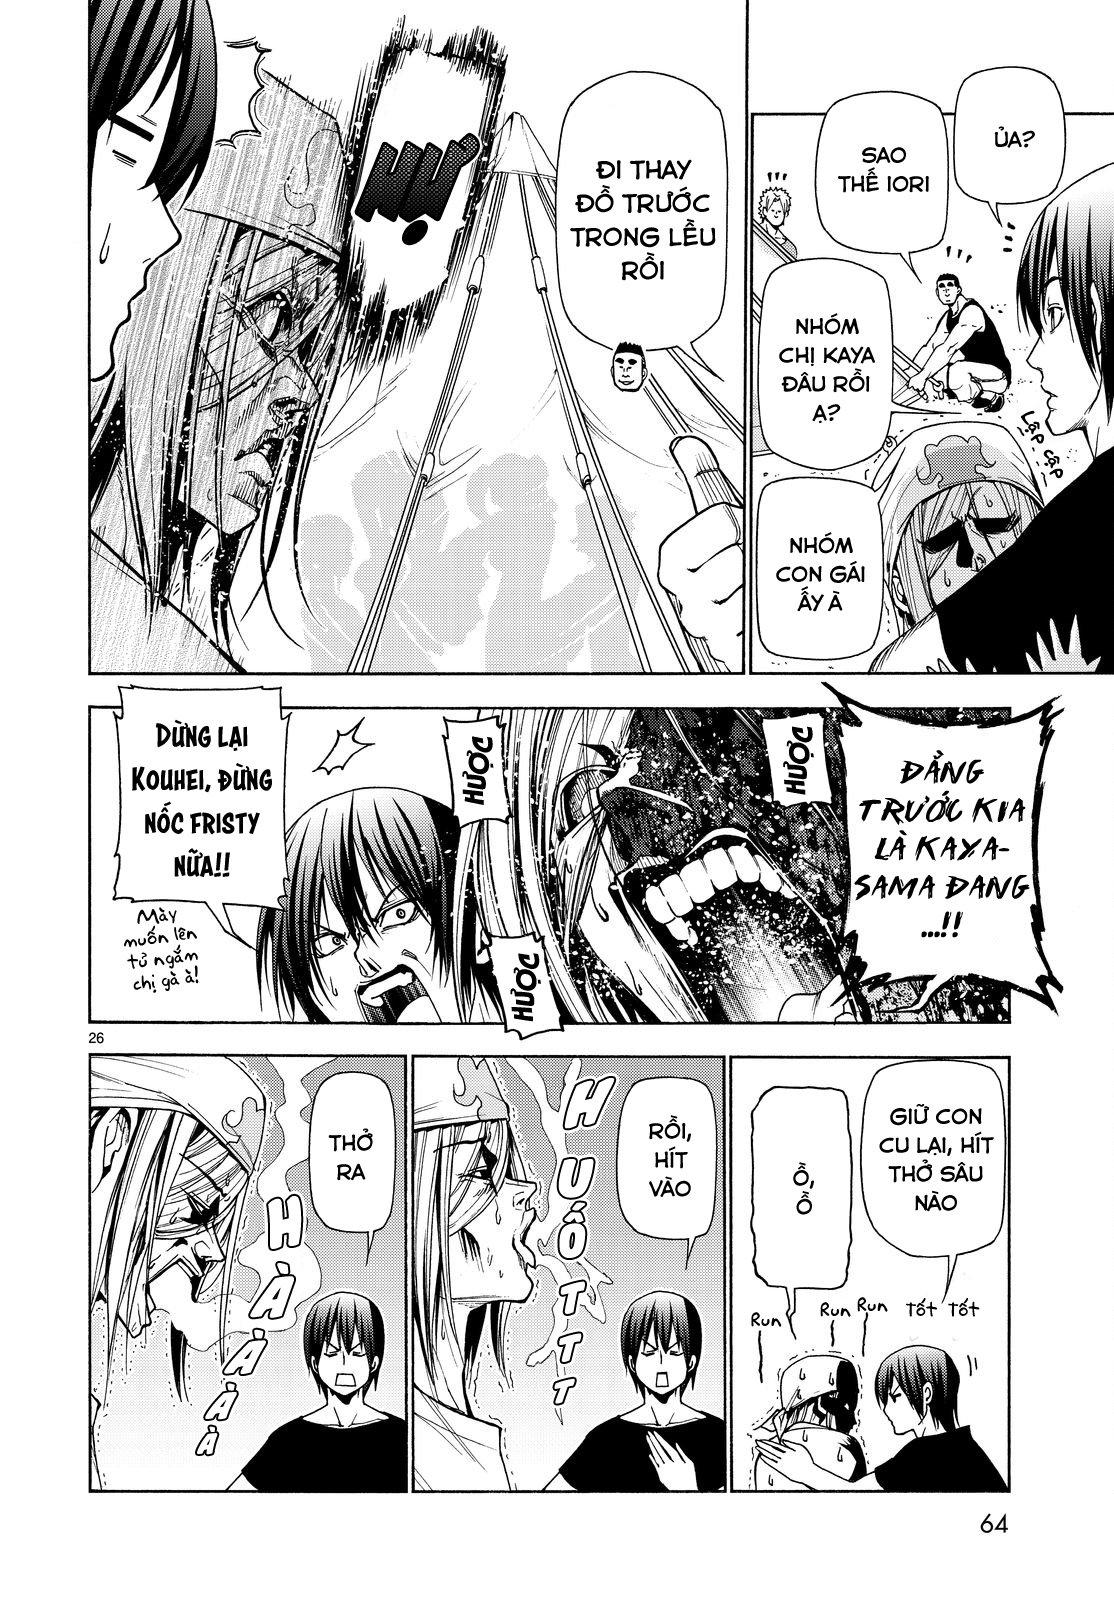 ỦA?
SAO
THẾ IORI
NHÓM
CHỊ KAYA
ĐÂU RỒI
Ạ?
Lập cập
NHÓM
CON GÁI
ẤY À
ĐI THAY
ĐỒ TRƯỚC
TRONG LỀU
RỒI
HỰ
ĐẰNG
TRƯỚC KIA
LÀ KAYA-
SAMA ĐANG
...!!
HƯỢC
HƯỢC
HƯỢC
DỪNG LẠI
KOUHEI, ĐỪNG
NỐC FRISTY
NỮA!!
Mày
muốn lên
tủ ngắm
chị gà à!
26
GIỮ CON
CU LẠI, HÍT
THỞ SÂU
NÀO
Ồ,
Ồ
Run
Run Run
Tốt Tốt
RỒI,
HÍT
VÀO
HUỐTTT
THỞ
RA
HÀÀÀÀÀ
64